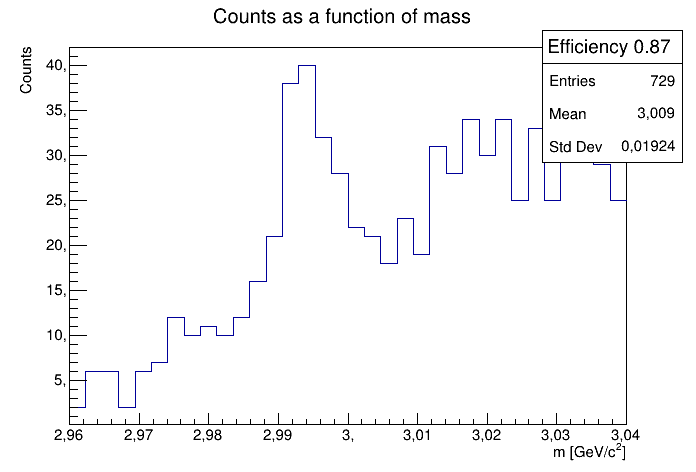 Counts as a function of mass
Counts
Efficiency 0.87
Entries 729
Mean 3,009
Std Dev 0,01924
40,
35,
30,
25,
20,
15,
10,
5,
2,96 2,97 2,98 2,99 3, 3,01 3,02 3,03 3,04
m [GeV/c²]